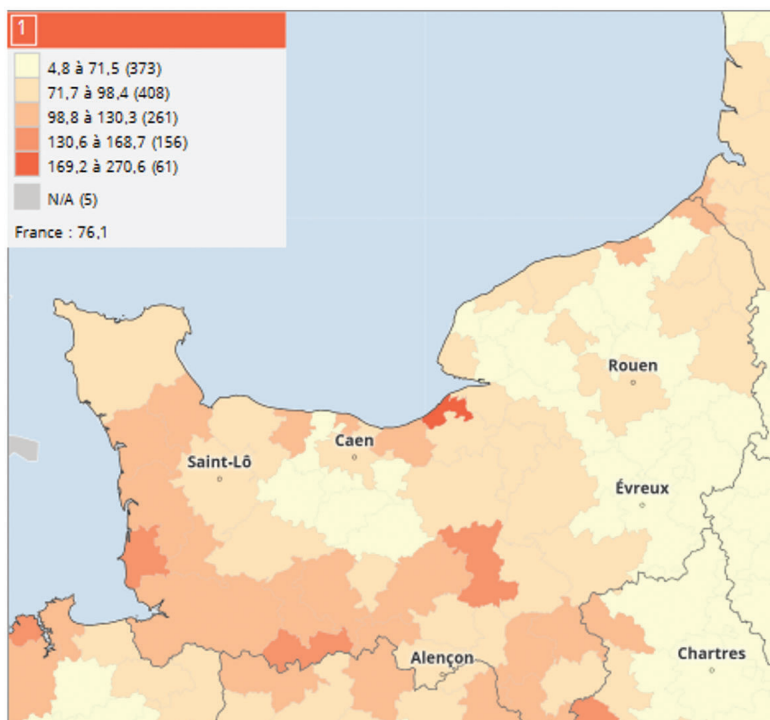 1
4,8 à 71,5 (373)
71,7 à 98,4 (408)
98,8 à 130,3 (261)
130,6 à 168,7 (156)
169,2 à 270,6 (61)
N/A (5)
France : 76,1
Rouen
Caen
Saint-Lô
Évreux
Alençon
Chartres